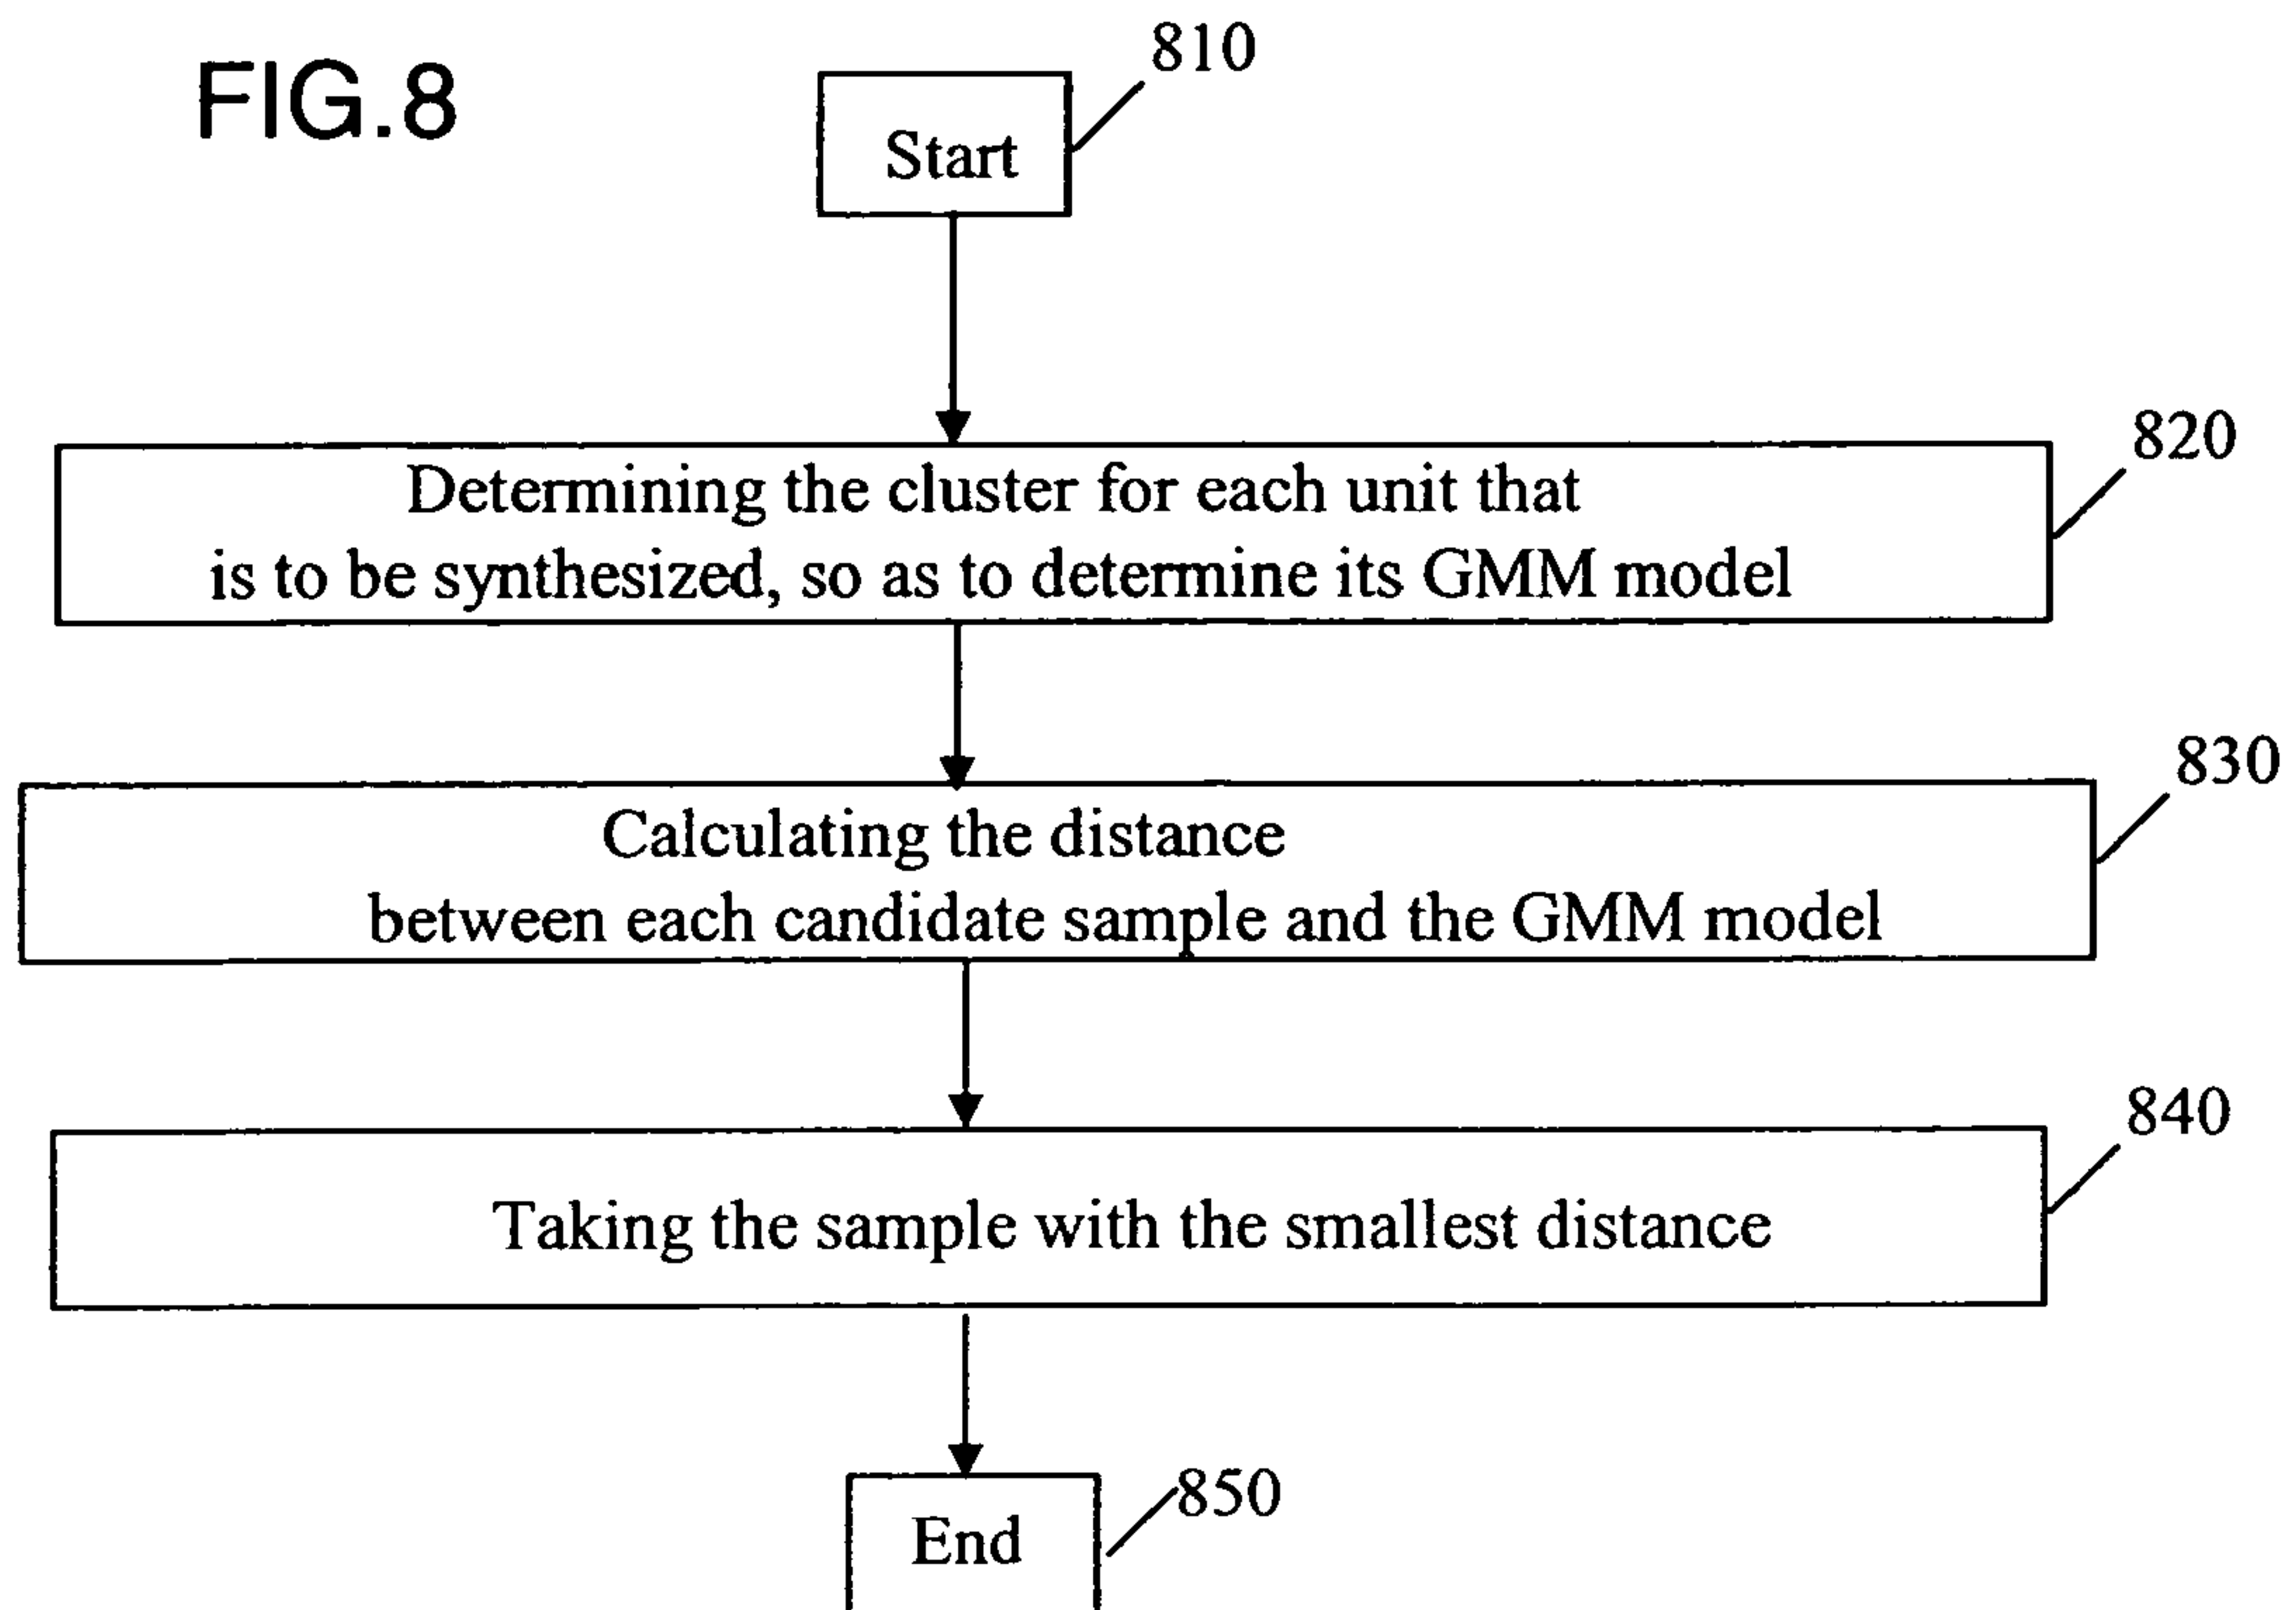 FIG.8
810
Start
820
Determining the cluster for each unit that
is to be synthesized, so as to determine its GMM model
830
Calculating the distance
between each candidate sample and the GMM model
840
Taking the sample with the smallest distance
850
End